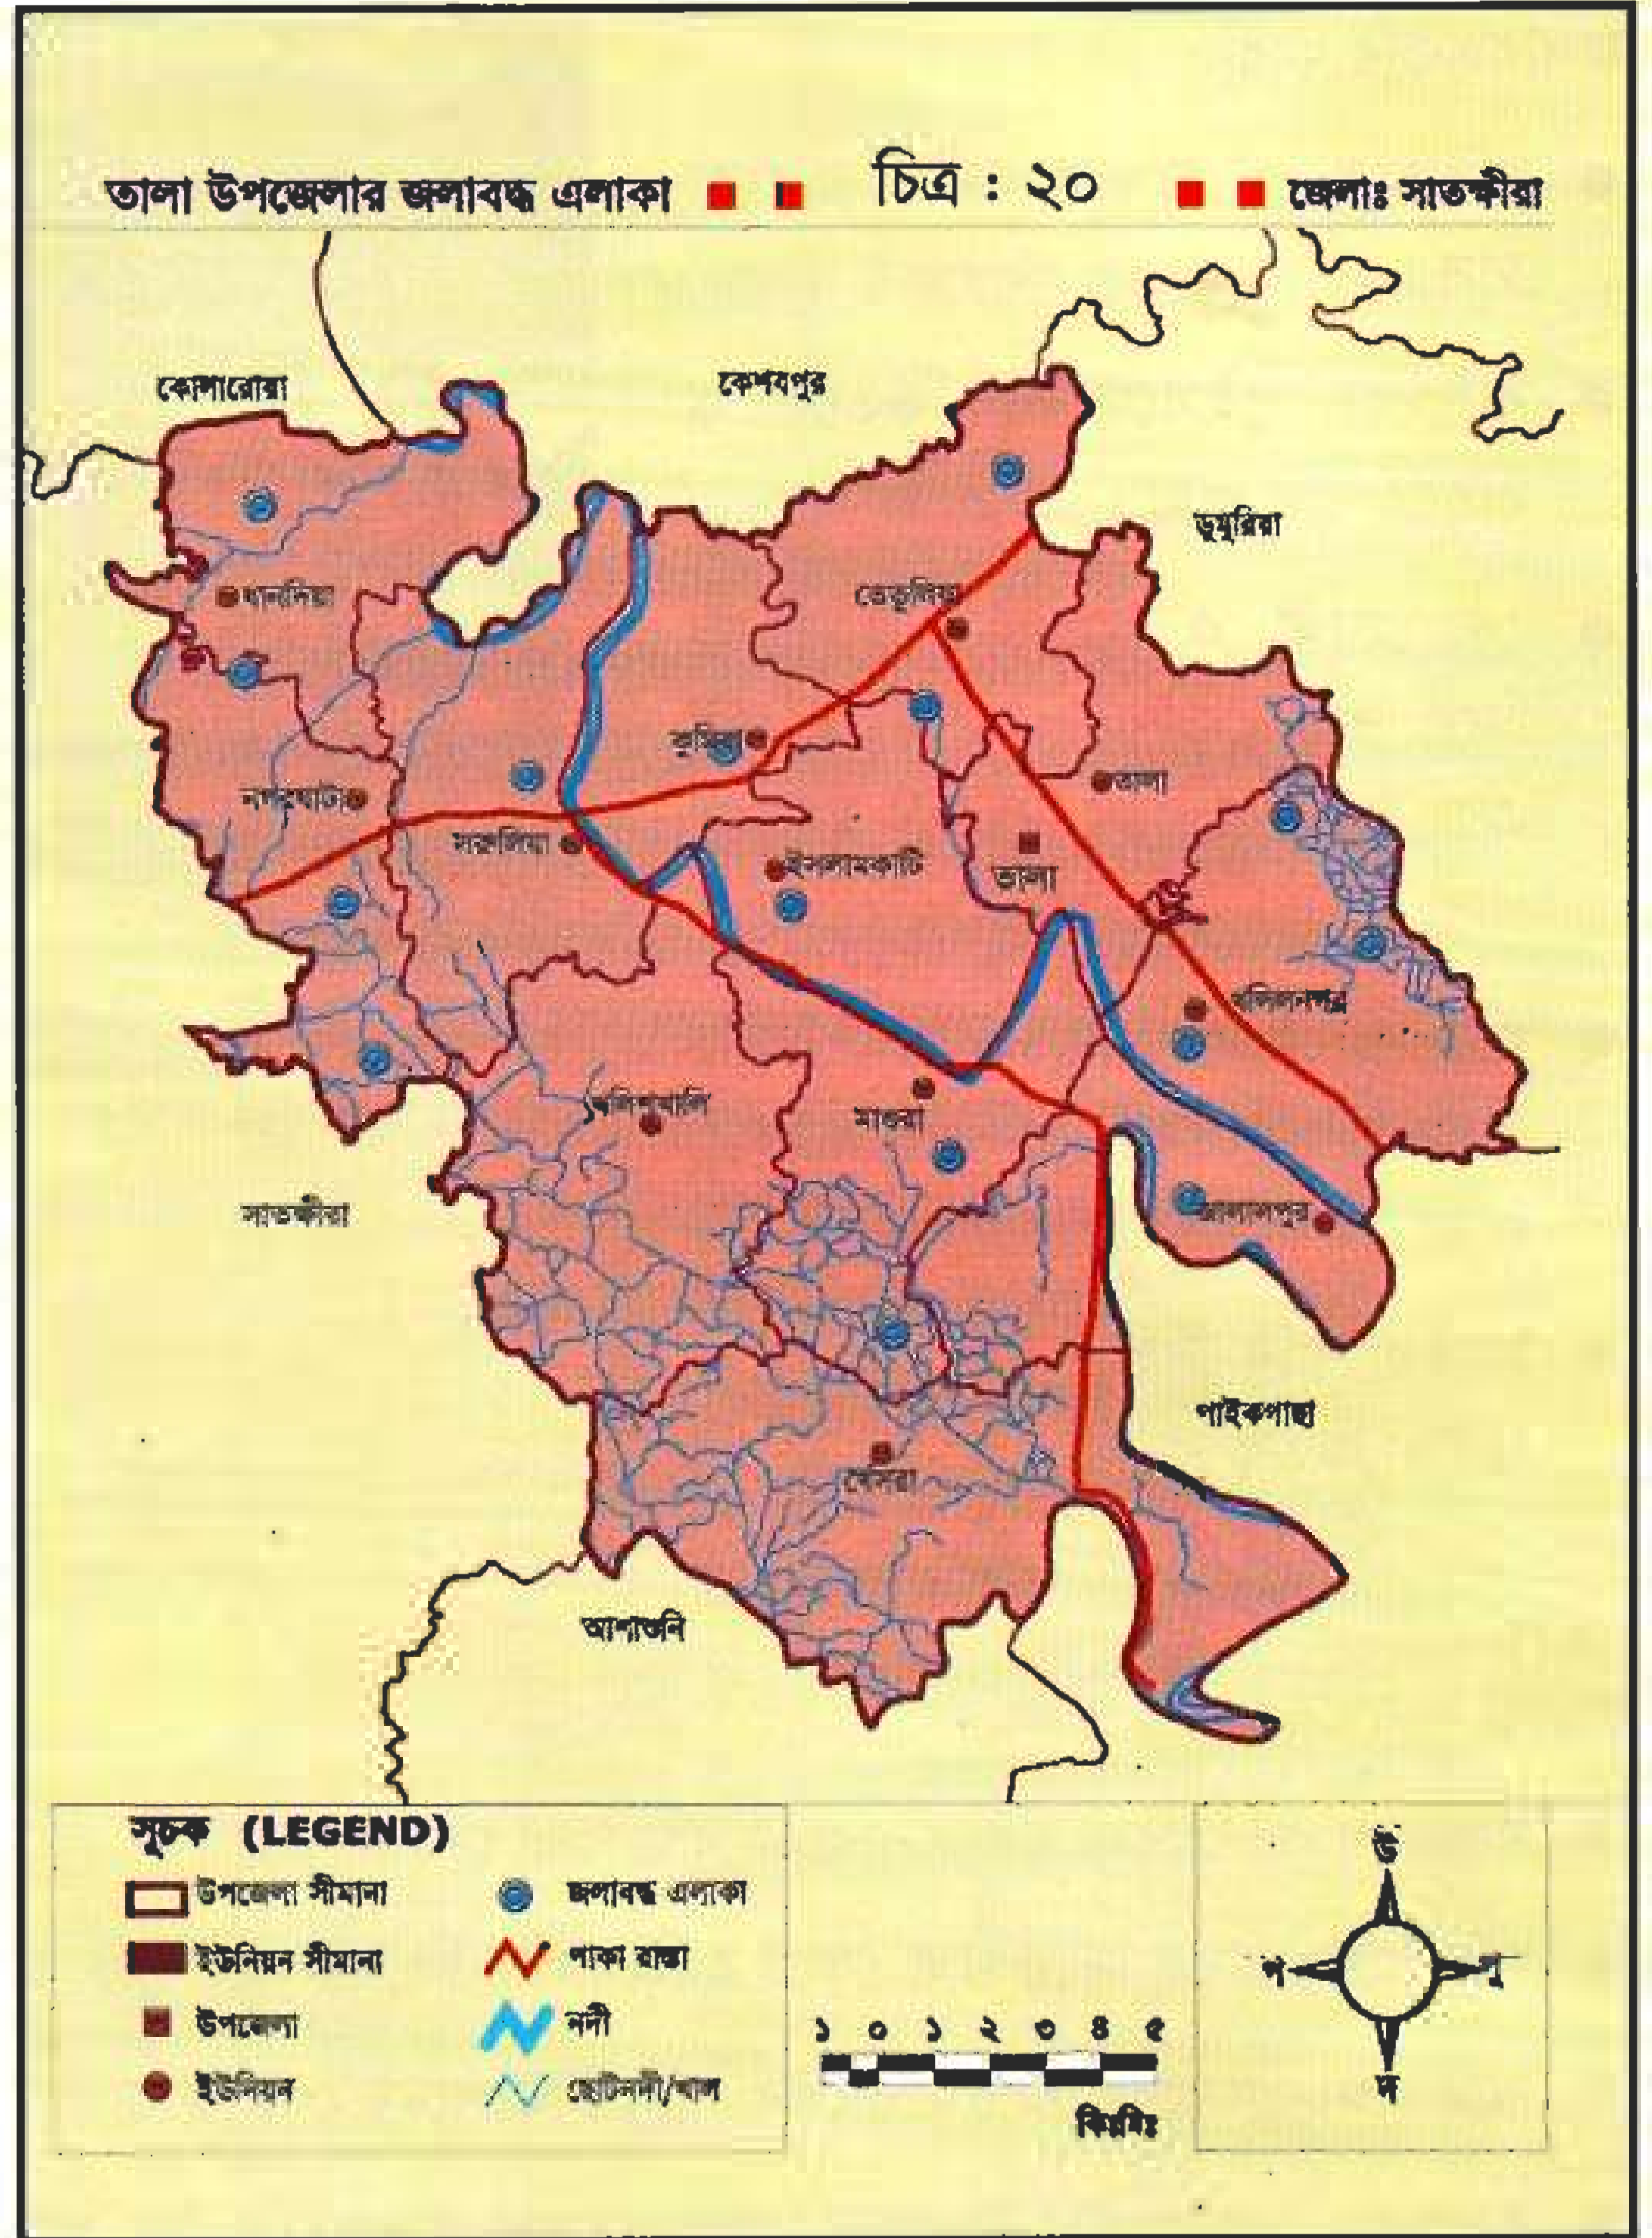 তালা উপজেলার জলাবদ্ধ এলাকা চিত্র : ২০ জেলাঃ সাতক্ষীরা
কোলারোয়া
কেশবপুর
ডুমুরিয়া
ধানদিয়া
তেতুলিয়া
কুমিরা
তালা
নগরঘাটা
সরুলিয়া
ইসলামকাটি
তালা
খলিলনগর
খলিশখালি
মাগুরা
সাতক্ষীরা
জালালপুর
পাইকগাছা
খেসরা
আশাশুনি
সূচক (LEGEND)
উপজেলা সীমানা
ইউনিয়ন সীমানা
উপজেলা
ইউনিয়ন
জলাবদ্ধ এলাকা
পাকা রাস্তা
নদী
ছোটনদী/খাল
১ ০ ১ ২ ৩ ৪ ৫
কিঃমিঃ
উ
প পু
দ